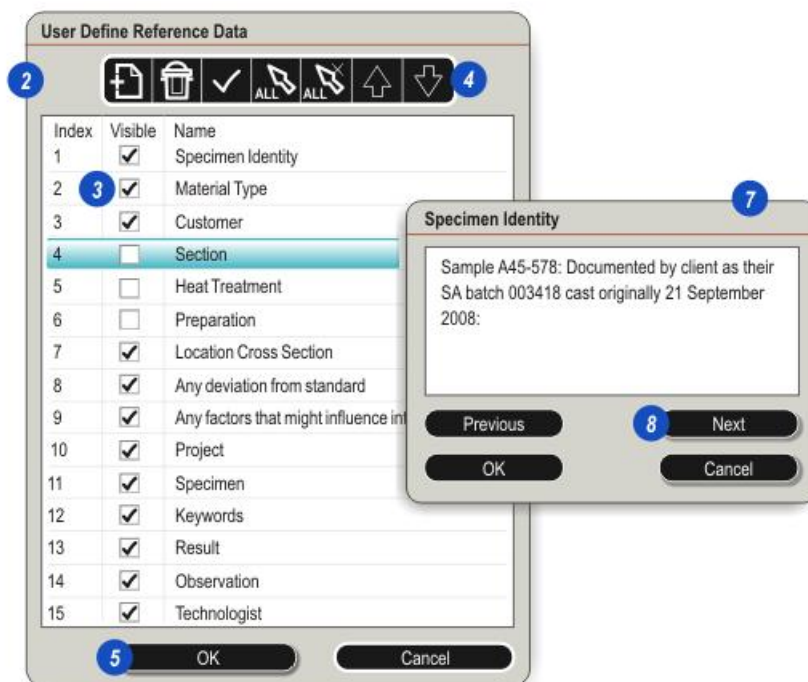 User Define Reference Data
2
ALL
ALL
4
Index Visible Name
1 Specimen Identity
2 3 Material Type
3 Customer
4 Section
5 Heat Treatment
6 Preparation
7 Location Cross Section
8 Any deviation from standard
9 Any factors that might influence int
10 Project
11 Specimen
12 Keywords
13 Result
14 Observation
15 Technologist
5 OK Cancel
7
Specimen Identity
Sample A45-578: Documented by client as their
SA batch 003418 cast originally 21 September
2008:
Previous 8 Next
OK Cancel